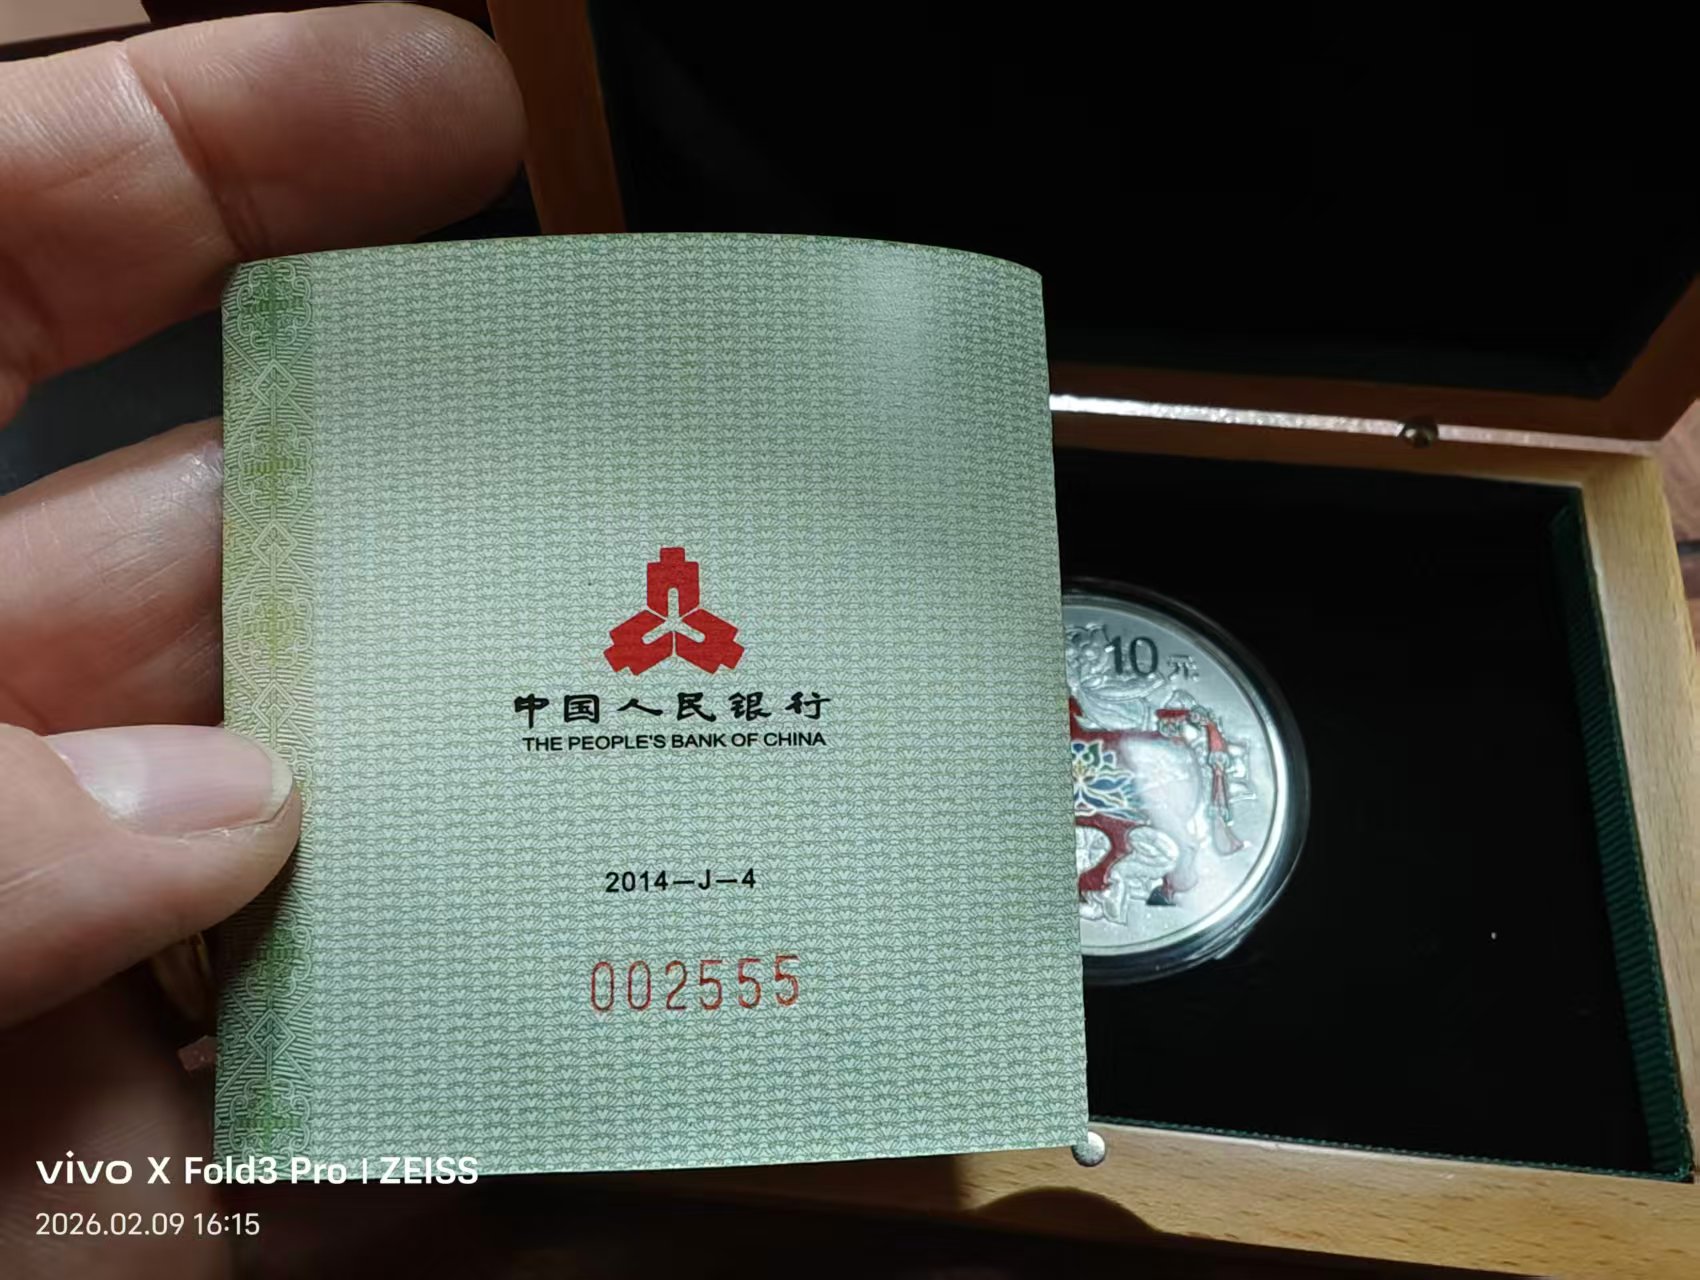 中国人民银行
THE PEOPLE'S BANK OF CHINA
2014—J—4
002555
10元
vivo X Fold3 Pro | ZEISS
2026.02.09 16:15